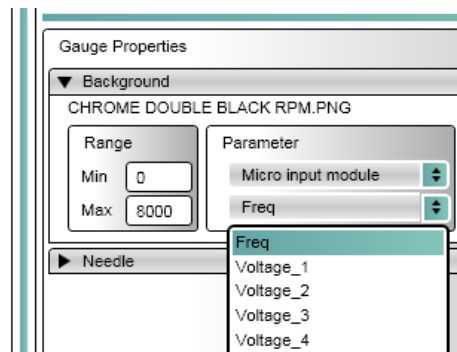 Gauge Properties
Background
CHROME DOUBLE BLACK RPM.PNG
Range
Parameter
Min 0
Micro input module
Max 8000
Freq
Needle
Freq
Voltage_1
Voltage_2
Voltage_3
Voltage_4